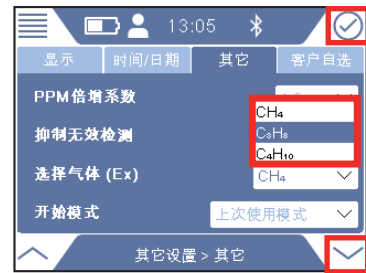 13:05
显示 时间/日期 其它 客户自选
PPM倍增系数
CH₄
抑制无效检测 C₃H₈
C₄H₁₀
选择气体 (Ex) CH₄
开始模式 上次使用模式
其它设置 > 其它